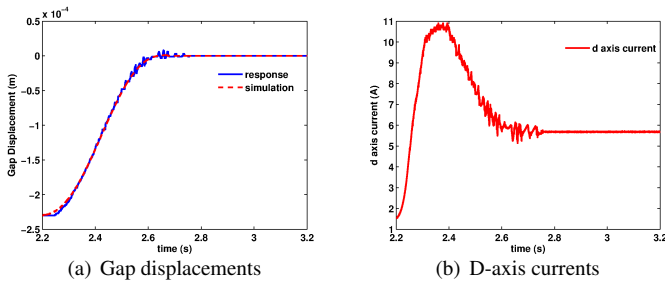 x 10⁻⁴
0.5
0
−0.5
−1
−1.5
−2
−2.5
Gap Displacement (m)
response
simulation
2.2 2.4 2.6 2.8 3 3.2
time (s)
(a) Gap displacements
11
10
9
8
7
6
5
4
3
2
1
d axis current (A)
d axis current
2.2 2.4 2.6 2.8 3 3.2
time (s)
(b) D-axis currents